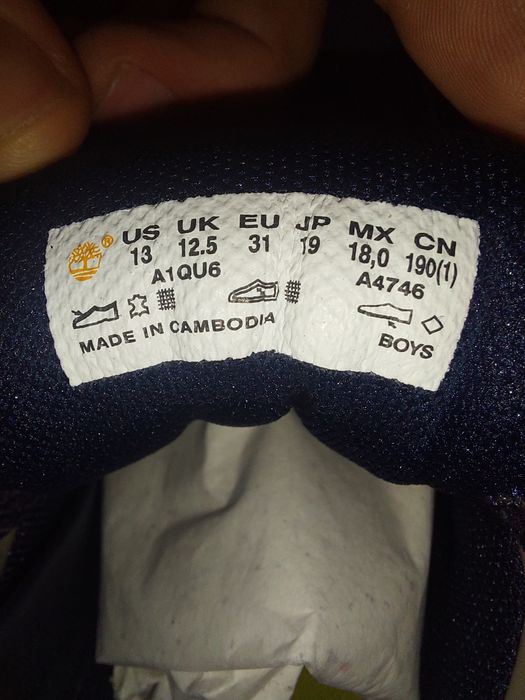 US UK EU JP MX CN
13 12.5 31 19 18,0 190(1)
A1QU6 A4746
MADE IN CAMBODIA BOYS